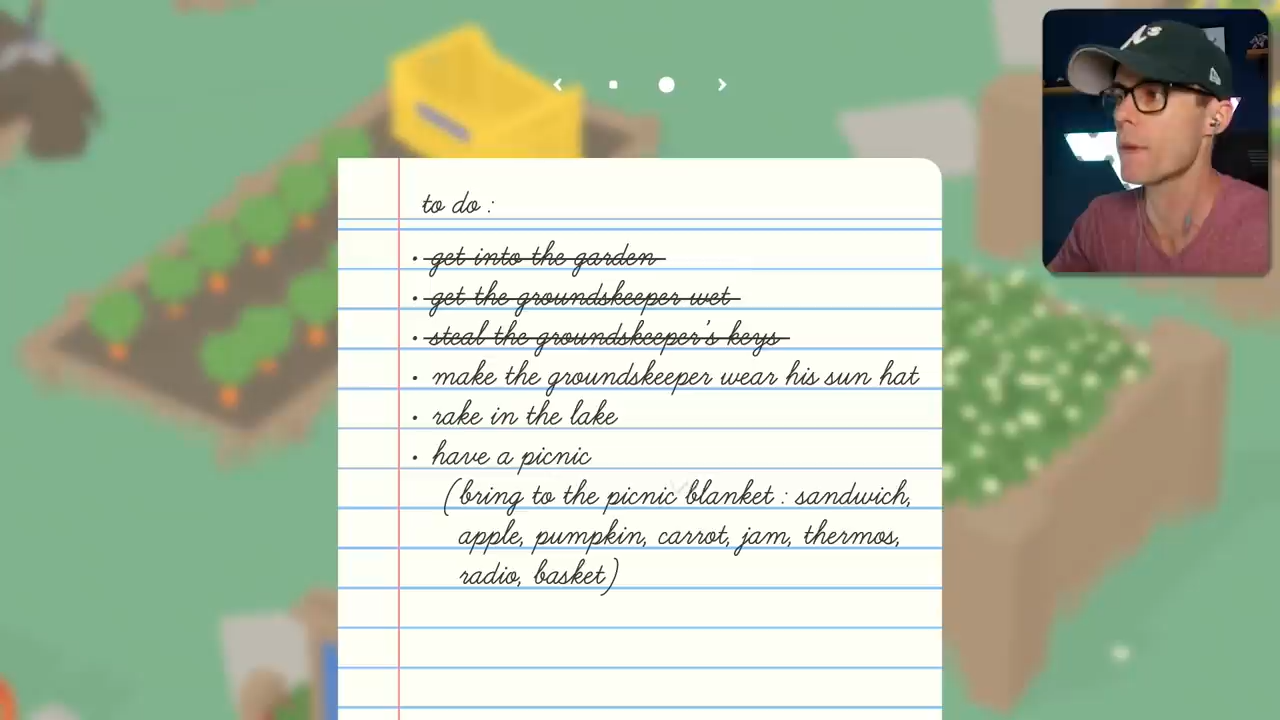 to do :
• get into the garden
• get the groundskeeper wet
• steal the groundskeeper's keys
• make the groundskeeper wear his sun hat
• rake in the lake
• have a picnic
(bring to the picnic blanket : sandwich,
apple, pumpkin, carrot, jam, thermos,
radio, basket)
A's